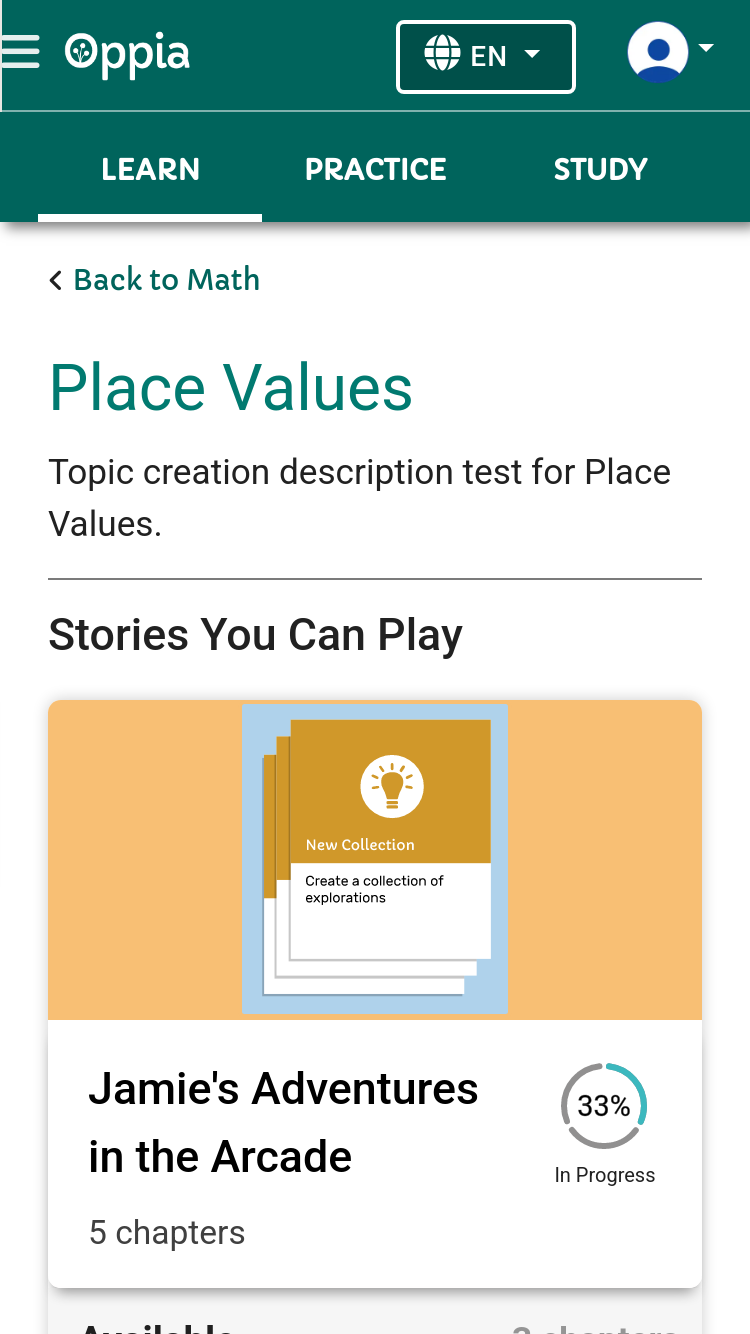 Oppia
EN
LEARN PRACTICE STUDY
Back to Math
Place Values
Topic creation description test for Place
Values.
Stories You Can Play
New Collection
Create a collection of
explorations
Jamie's Adventures
in the Arcade
33%
In Progress
5 chapters
Available